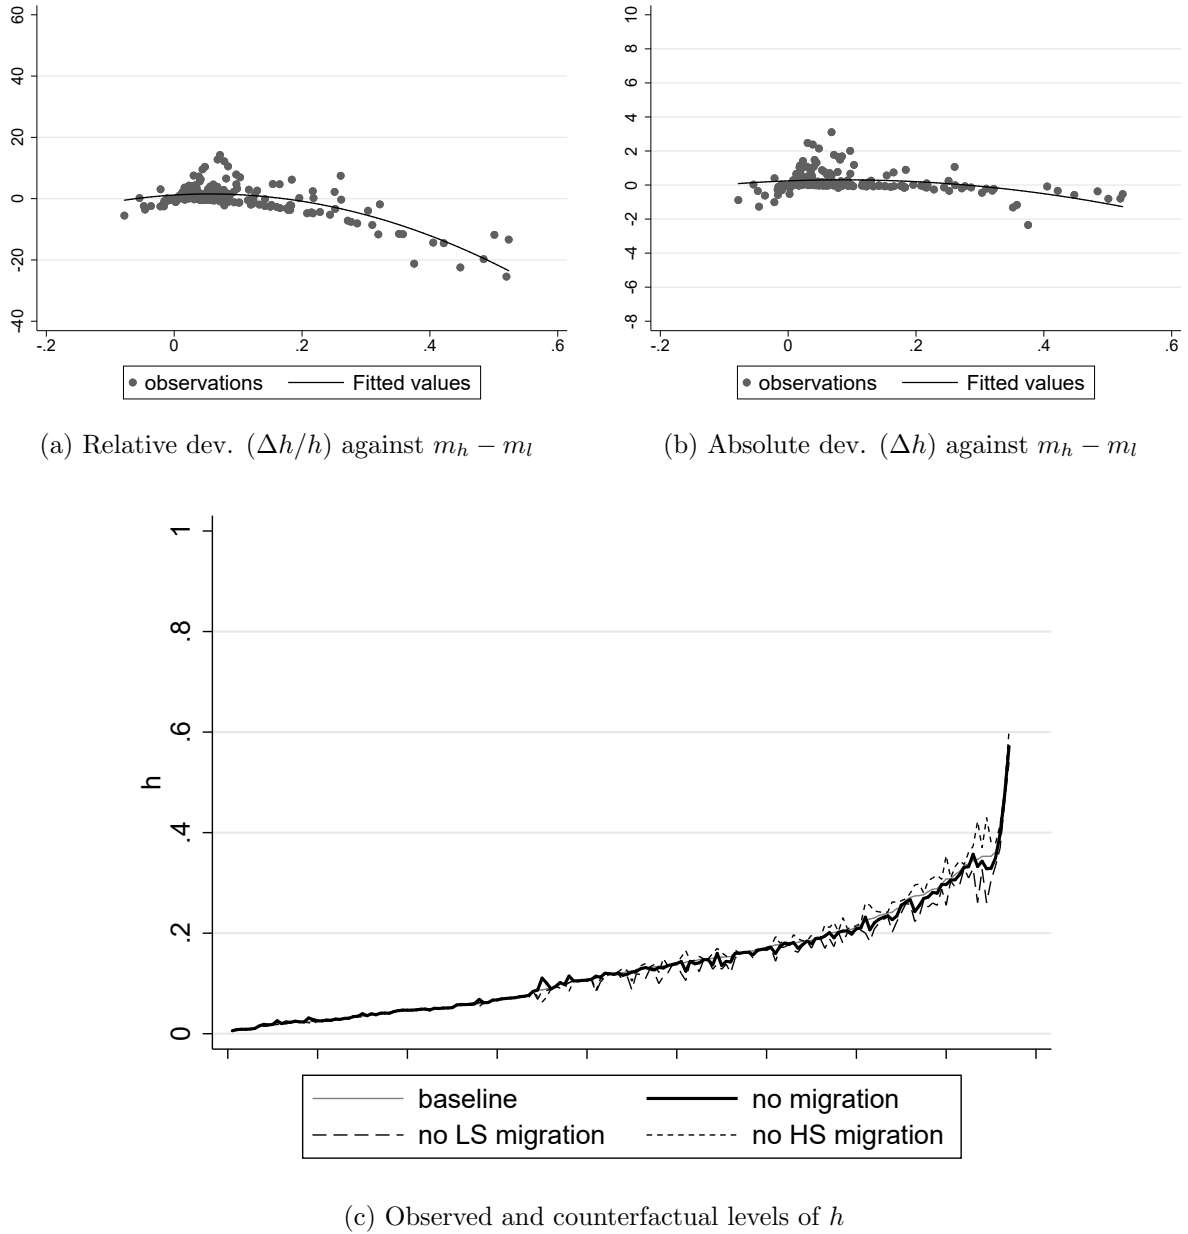 60
40
20
0
-20
-40
-.2 0 .2 .4 .6
observations Fitted values
(a) Relative dev. (Δh/h) against m_h − m_l
10
8
6
4
2
0
-2
-4
-6
-8
-.2 0 .2 .4 .6
observations Fitted values
(b) Absolute dev. (Δh) against m_h − m_l
1
.8
.6
.4
.2
0
h
baseline no migration
no LS migration no HS migration
(c) Observed and counterfactual levels of h